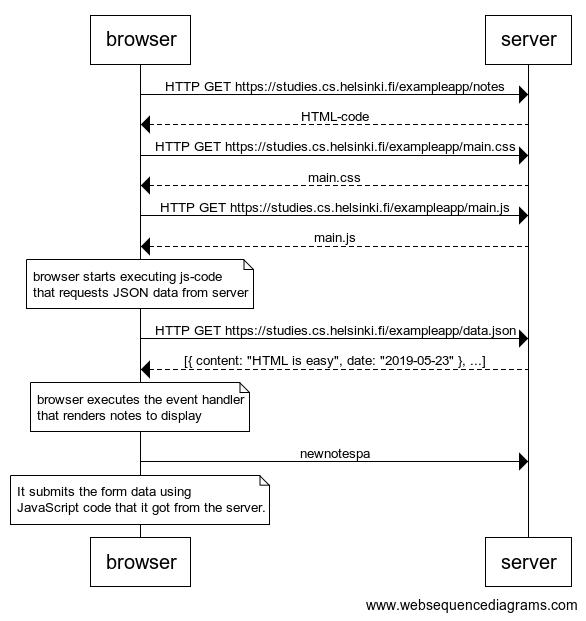 browser
server
HTTP GET https://studies.cs.helsinki.fi/exampleapp/notes
HTML-code
HTTP GET https://studies.cs.helsinki.fi/exampleapp/main.css
main.css
HTTP GET https://studies.cs.helsinki.fi/exampleapp/main.js
main.js
browser starts executing js-code
that requests JSON data from server
HTTP GET https://studies.cs.helsinki.fi/exampleapp/data.json
[{ content: "HTML is easy", date: "2019-05-23" }, ...]
browser executes the event handler
that renders notes to display
newnotespa
It submits the form data using
JavaScript code that it got from the server.
browser
server
www.websequencediagrams.com